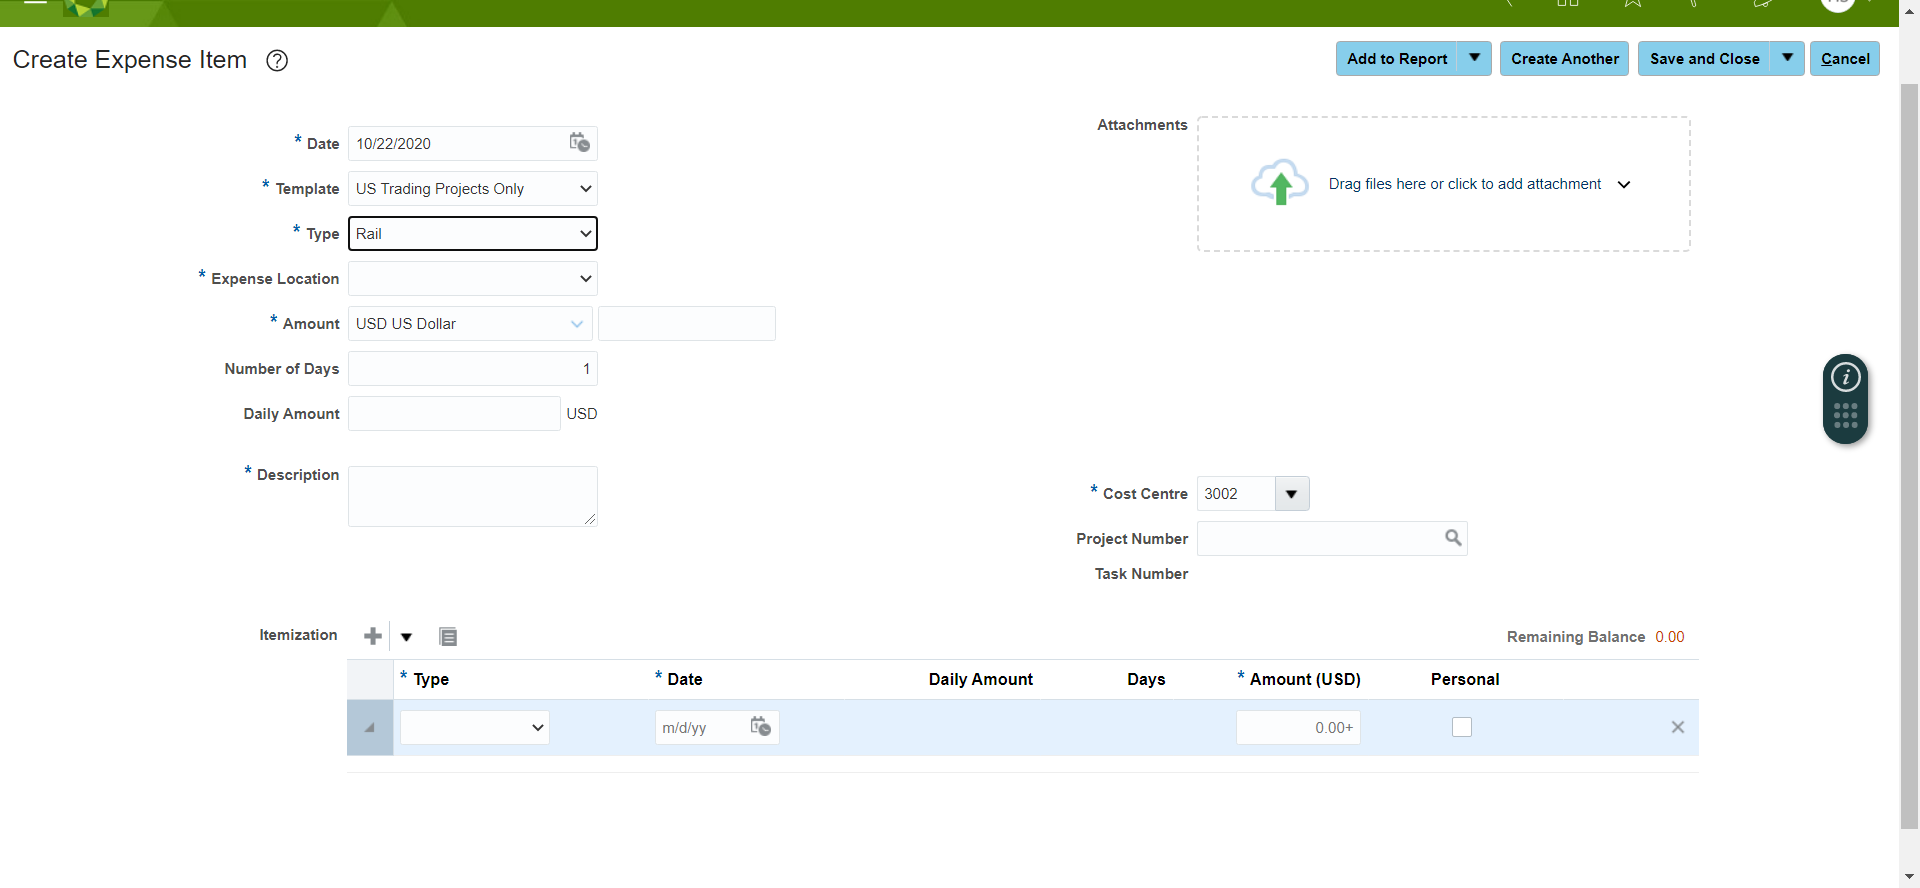 Create Expense Item ?
Add to Report Create Another Save and Close Cancel
* Date 10/22/2020
* Template US Trading Projects Only
* Type Rail
* Expense Location
* Amount USD US Dollar
Number of Days 1
Daily Amount USD
* Description
Attachments
Drag files here or click to add attachment
* Cost Centre 3002
Project Number
Task Number
Itemization
Remaining Balance 0.00
* Type * Date Daily Amount Days * Amount (USD) Personal
m/d/yy 0.00+